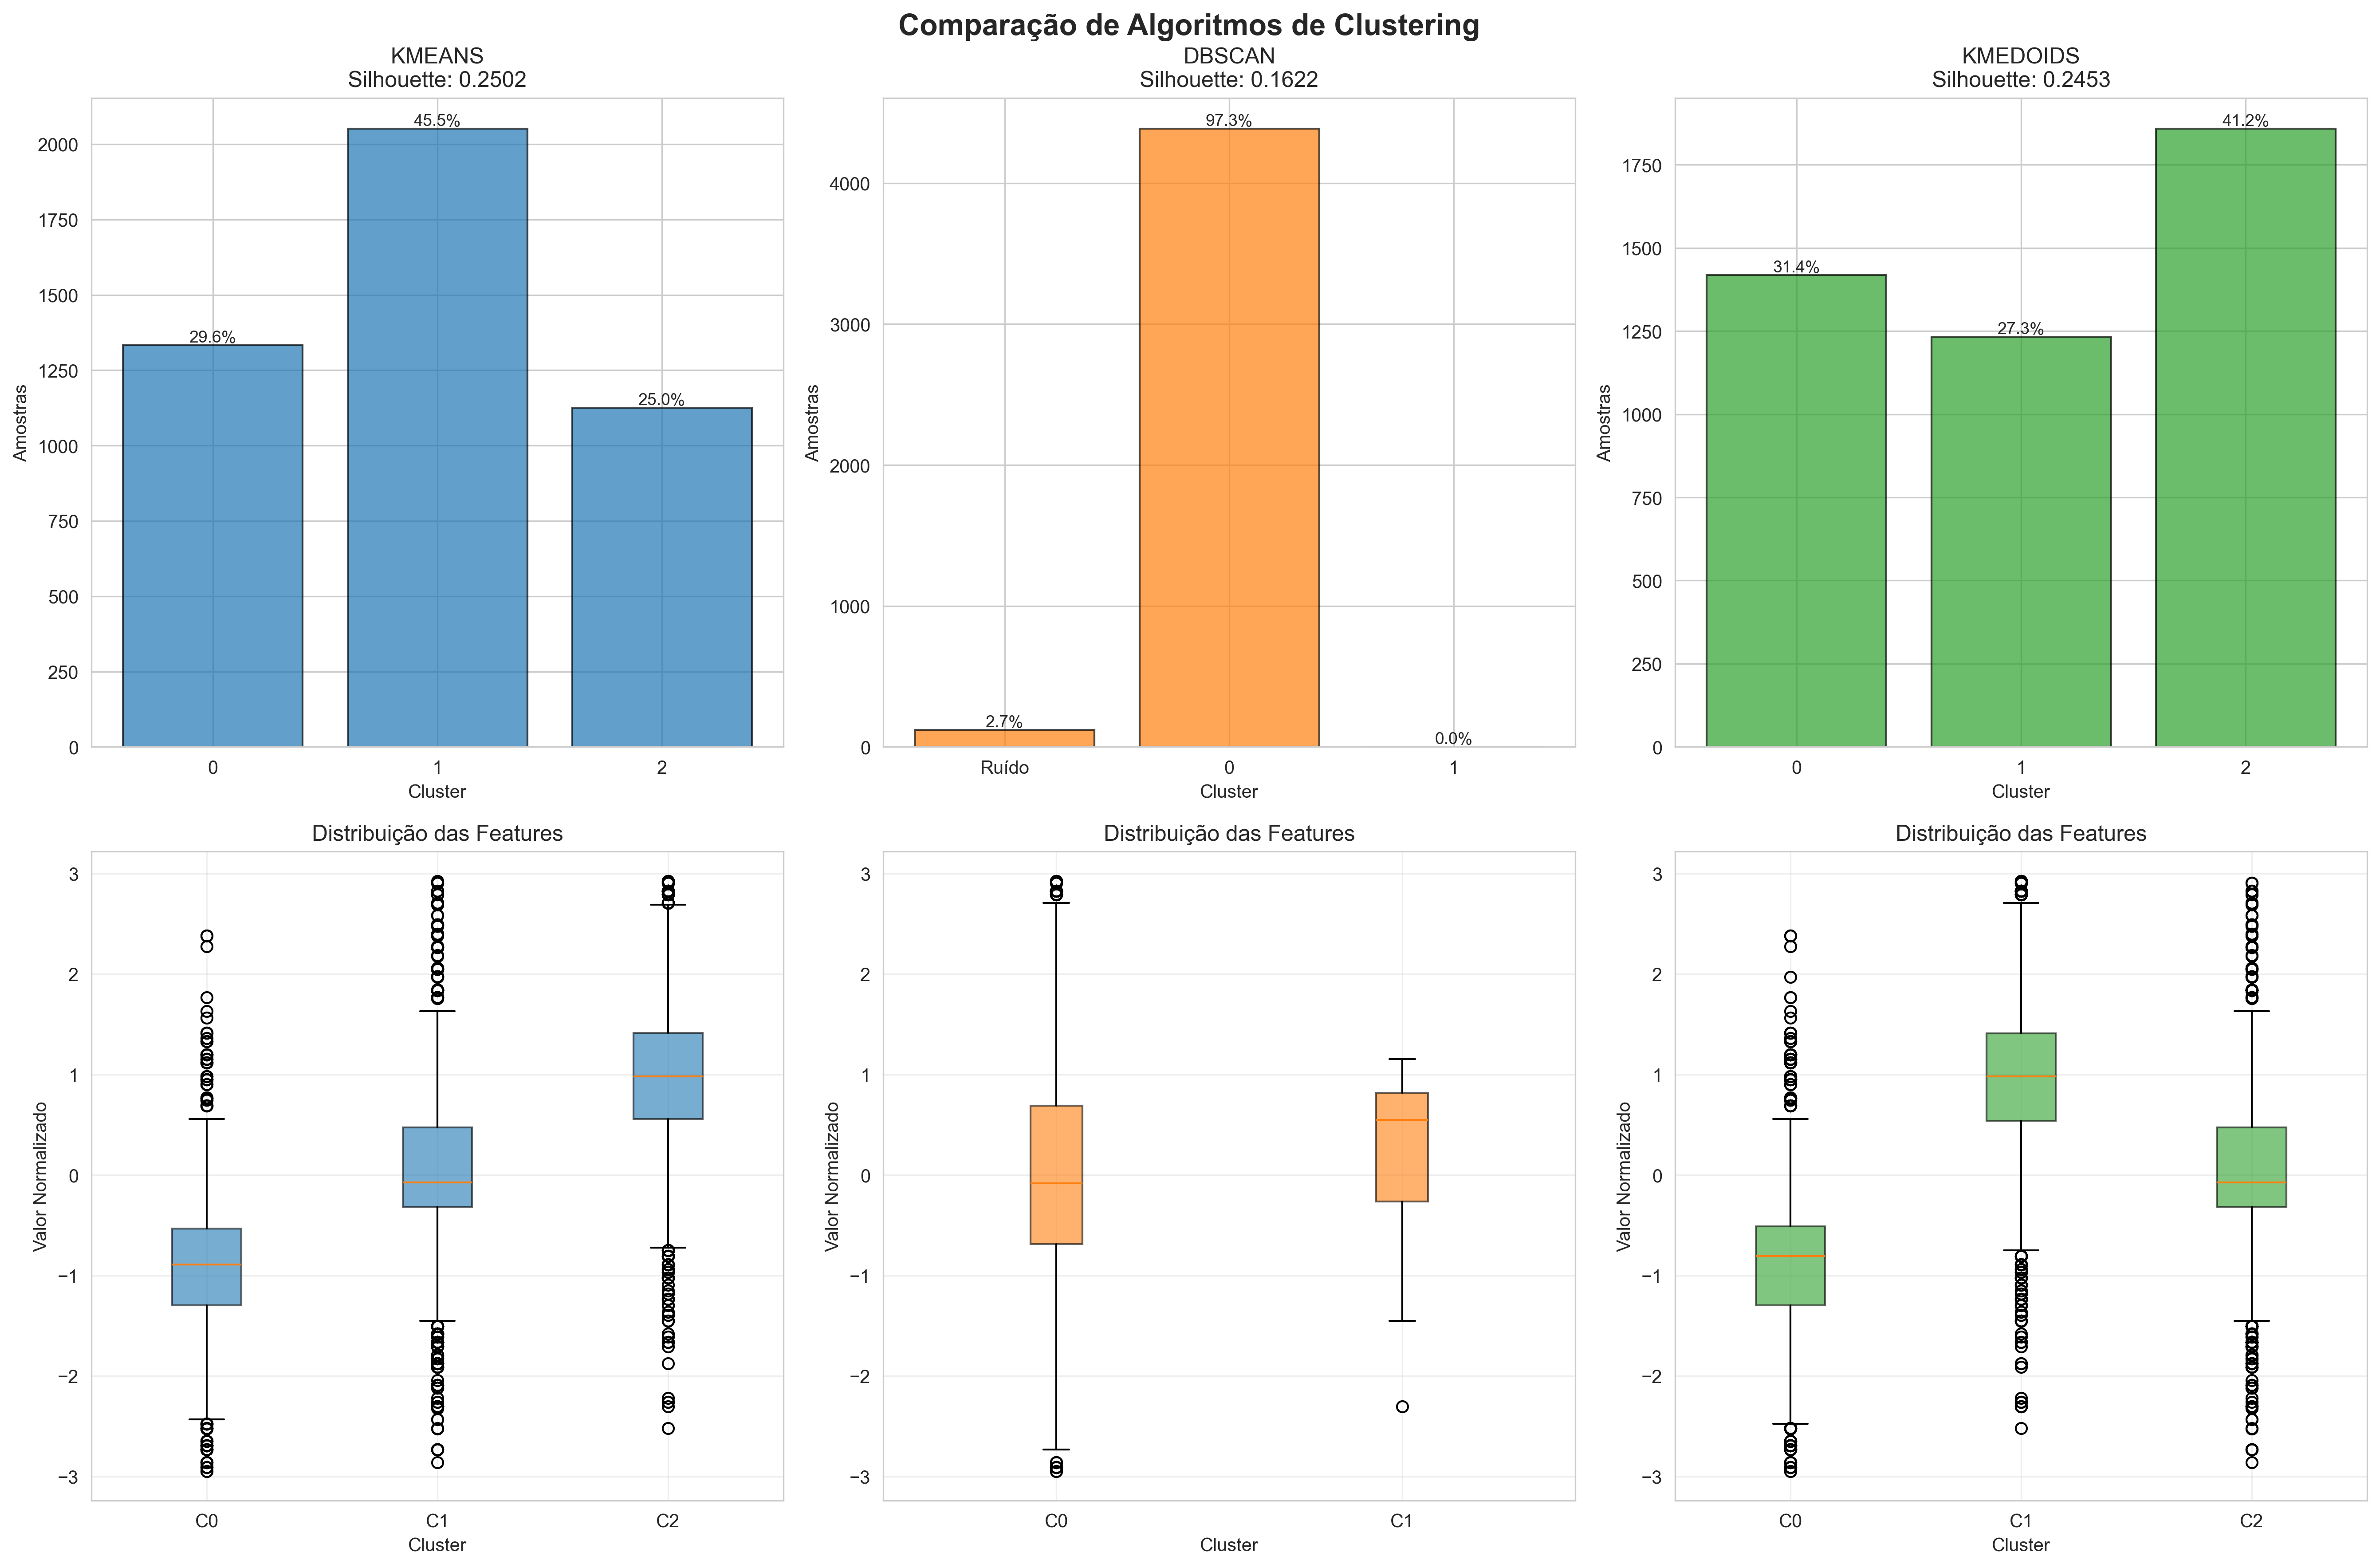 Comparação de Algoritmos de Clustering
KMEANS
Silhouette: 0.2502
Amostras
2000
1750
1500
1250
1000
750
500
250
0
29.6%
45.5%
25.0%
0 1 2
Cluster
DBSCAN
Silhouette: 0.1622
Amostras
4000
3000
2000
1000
0
2.7%
97.3%
0.0%
Ruído 0 1
Cluster
KMEDOIDS
Silhouette: 0.2453
Amostras
1750
1500
1250
1000
750
500
250
0
31.4%
27.3%
41.2%
0 1 2
Cluster
Distribuição das Features
Valor Normalizado
3
2
1
0
−1
−2
−3
C0 C1 C2
Cluster
Distribuição das Features
Valor Normalizado
3
2
1
0
−1
−2
−3
C0 C1
Cluster
Distribuição das Features
Valor Normalizado
3
2
1
0
−1
−2
−3
C0 C1 C2
Cluster